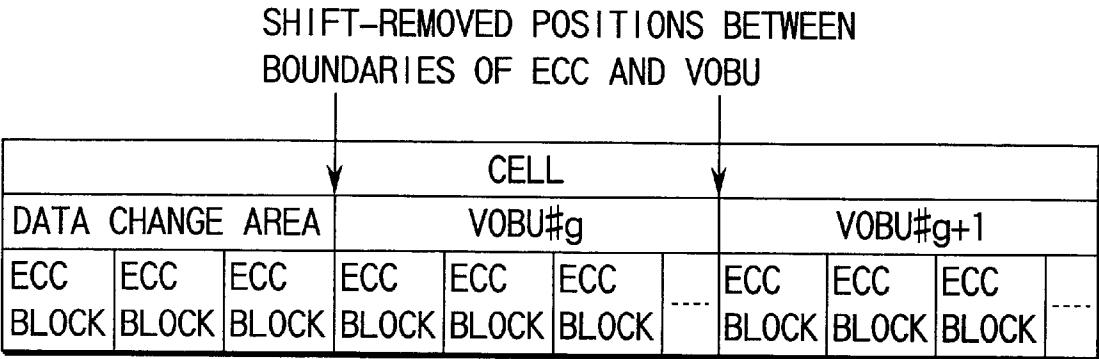 SHIFT-REMOVED POSITIONS BETWEEN
BOUNDARIES OF ECC AND VOBU
CELL
DATA CHANGE AREA VOBU#g VOBU#g+1
ECC ECC ECC ECC ECC ECC ECC ECC ECC
BLOCK BLOCK BLOCK BLOCK BLOCK BLOCK ---- BLOCK BLOCK BLOCK ----